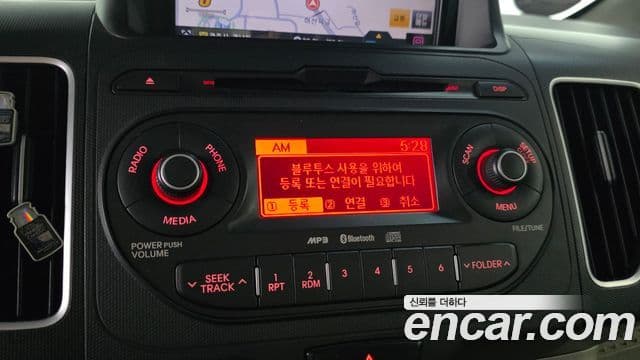 DISP
AM 5:28
블루투스 사용을 위하여
등록 또는 연결이 필요합니다
① 등록 ② 연결 ③ 취소
RADIO
PHONE
MEDIA
SCAN
SETUP
MENU
POWER PUSH
VOLUME
MP3 Bluetooth
FILE/TUNE
SEEK
TRACK
1
RPT
2
RDM
3
4
5
6
FOLDER
신뢰를 더하다
encar.com